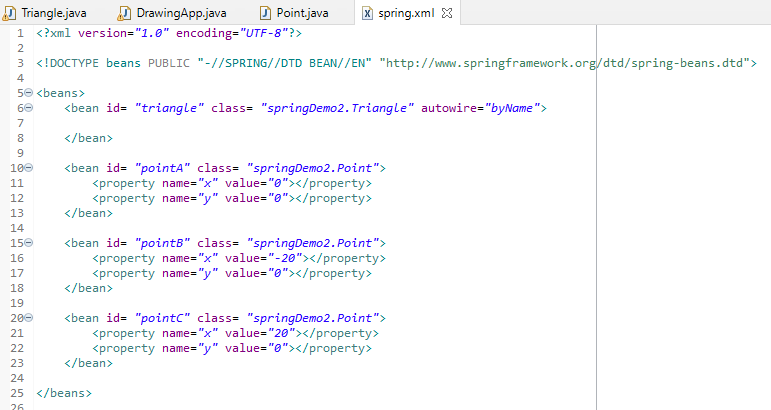 Triangle.java DrawingApp.java Point.java spring.xml
1 <?xml version="1.0" encoding="UTF-8"?>
2
3 <!DOCTYPE beans PUBLIC "-//SPRING//DTD BEAN//EN" "http://www.springframework.org/dtd/spring-beans.dtd">
4
5 <beans>
6 <bean id= "triangle" class= "springDemo2.Triangle" autowire="byName">
7
8 </bean>
9
10 <bean id= "pointA" class= "springDemo2.Point">
11 <property name="x" value="0"></property>
12 <property name="y" value="0"></property>
13 </bean>
14
15 <bean id= "pointB" class= "springDemo2.Point">
16 <property name="x" value="-20"></property>
17 <property name="y" value="0"></property>
18 </bean>
19
20 <bean id= "pointC" class= "springDemo2.Point">
21 <property name="x" value="20"></property>
22 <property name="y" value="0"></property>
23 </bean>
24
25 </beans>
26